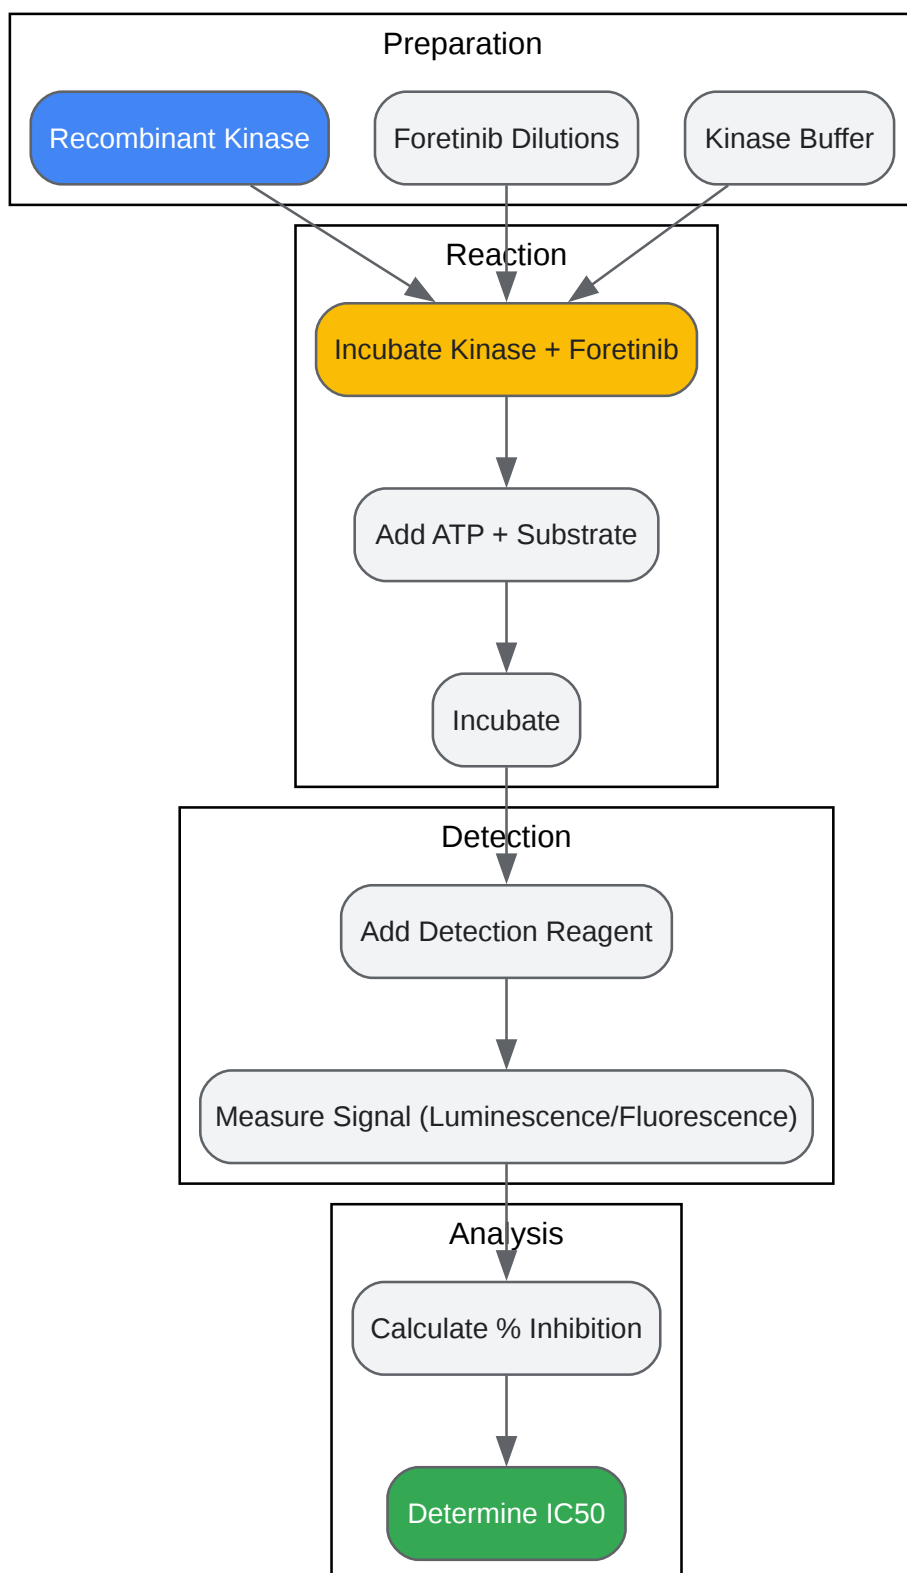 Preparation
Recombinant Kinase
Foretinib Dilutions
Kinase Buffer
Reaction
Incubate Kinase + Foretinib
Add ATP + Substrate
Incubate
Detection
Add Detection Reagent
Measure Signal (Luminescence/Fluorescence)
Analysis
Calculate % Inhibition
Determine IC50